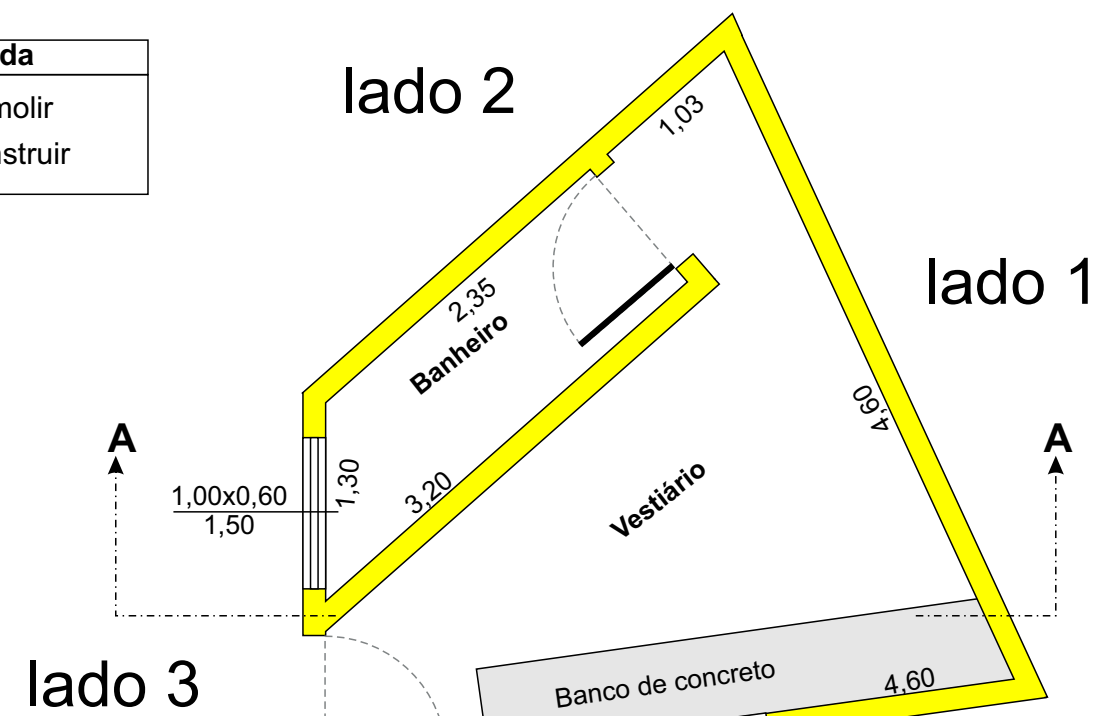 da
molir
nstruir
lado 2
1,03
lado 1
2,35
Banheiro
4,60
A
A
1,00x0,60
1,50
1,30
3,20
Vestiário
lado 3
Banco de concreto
4,60